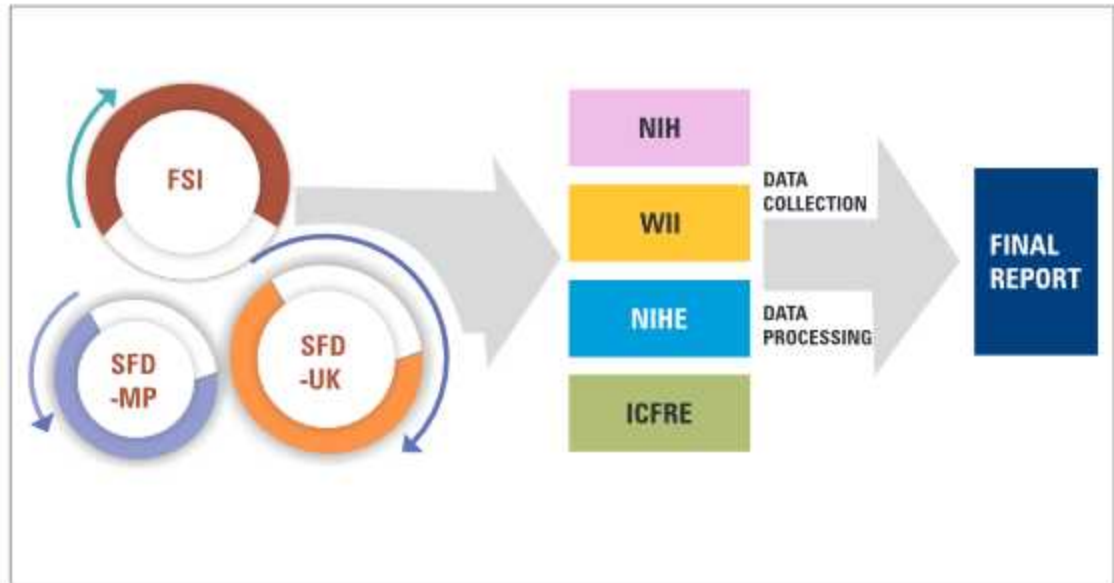 FSI
SFD
-MP
SFD
-UK
NIH
WII
NIHE
ICFRE
DATA
COLLECTION
DATA
PROCESSING
FINAL
REPORT